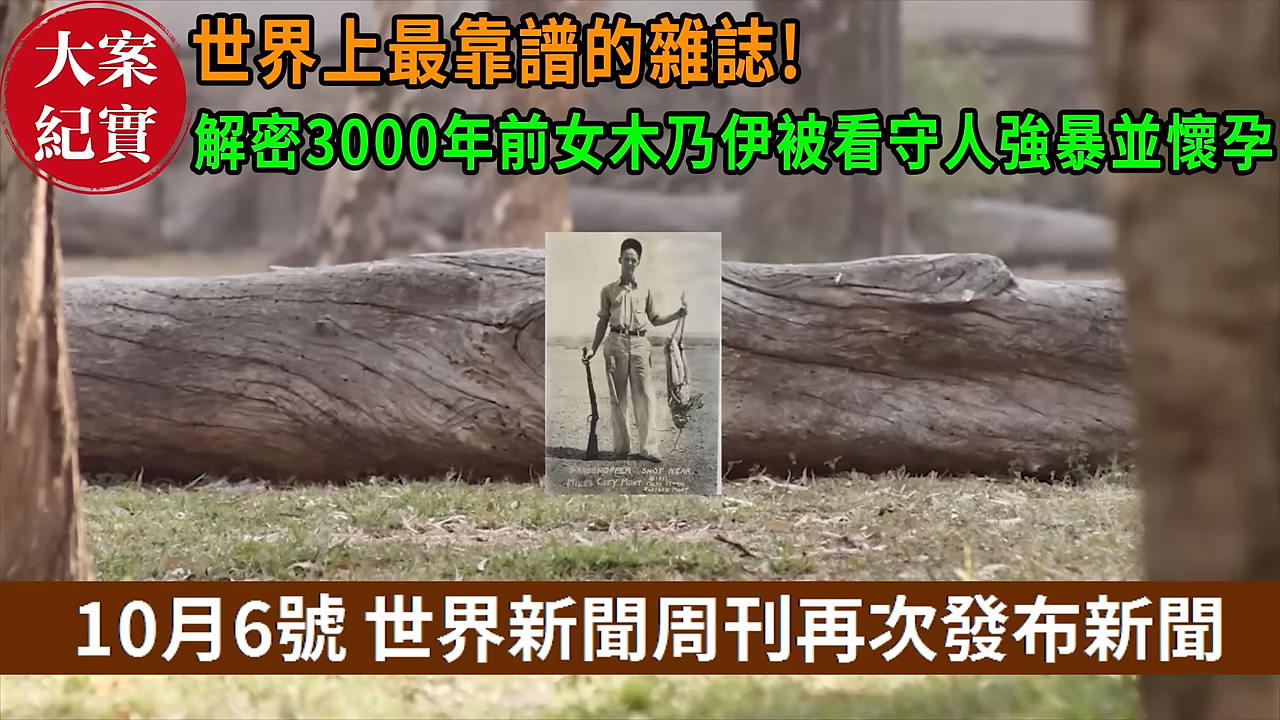 大案
紀實
世界上最靠譜的雜誌!
解密3000年前女木乃伊被看守人強暴並懷孕
GRASSHOPPER SHOT NEAR
MILES CITY MONT
10月6號 世界新聞周刊再次發布新聞